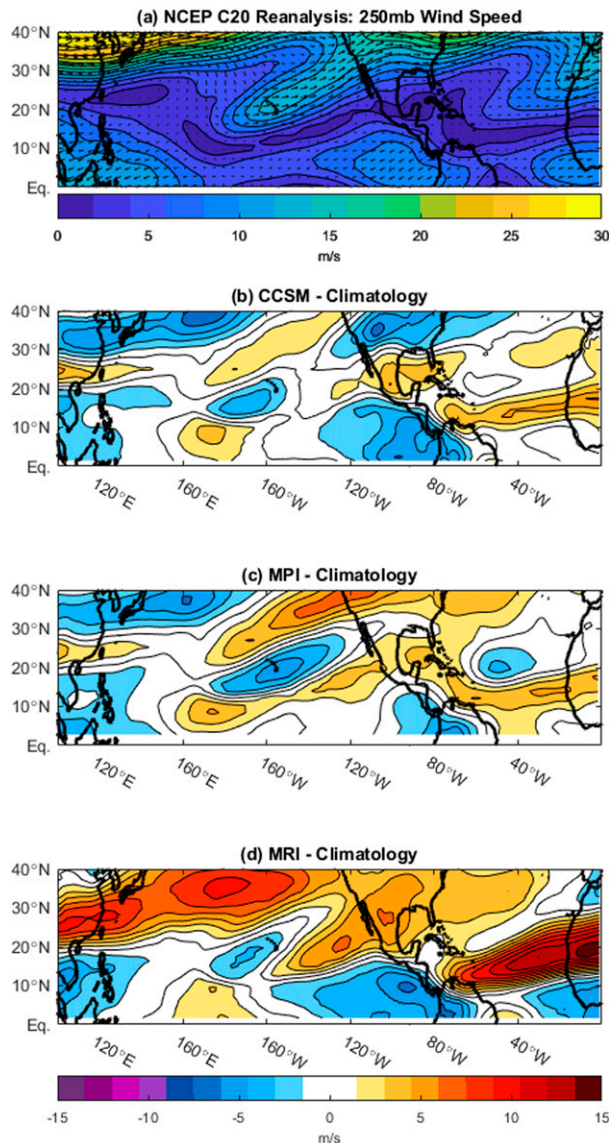 (a) NCEP C20 Reanalysis: 250mb Wind Speed
40°N
30°N
20°N
10°N
Eq.
0 5 10 15 20 25 30
m/s
(b) CCSM - Climatology
40°N
30°N
20°N
10°N
Eq.
120°E 160°E 160°W 120°W 80°W 40°W
(c) MPI - Climatology
40°N
30°N
20°N
10°N
Eq.
120°E 160°E 160°W 120°W 80°W 40°W
(d) MRI - Climatology
40°N
30°N
20°N
10°N
Eq.
120°E 160°E 160°W 120°W 80°W 40°W
-15 -10 -5 0 5 10 15
m/s